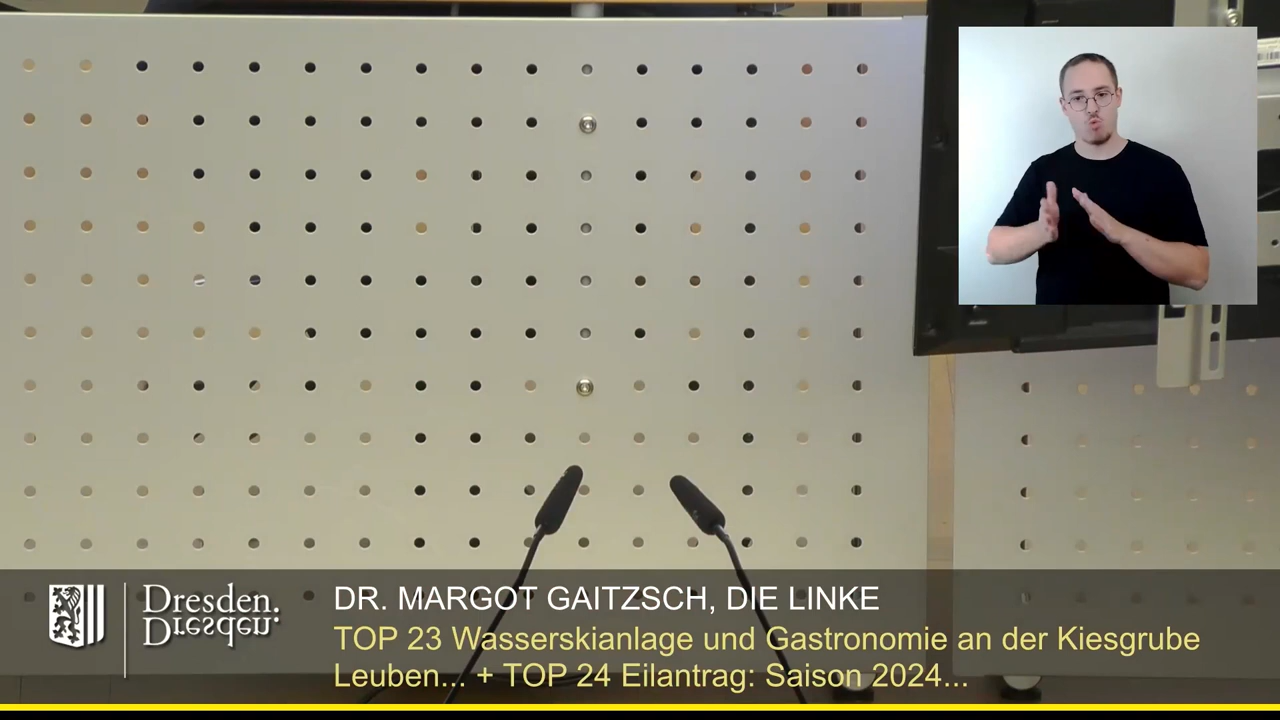 Dresden.
Dresden.
DR. MARGOT GAITZSCH, DIE LINKE
TOP 23 Wasserskianlage und Gastronomie an der Kiesgrube
Leuben... + TOP 24 Eilantrag: Saison 2024...